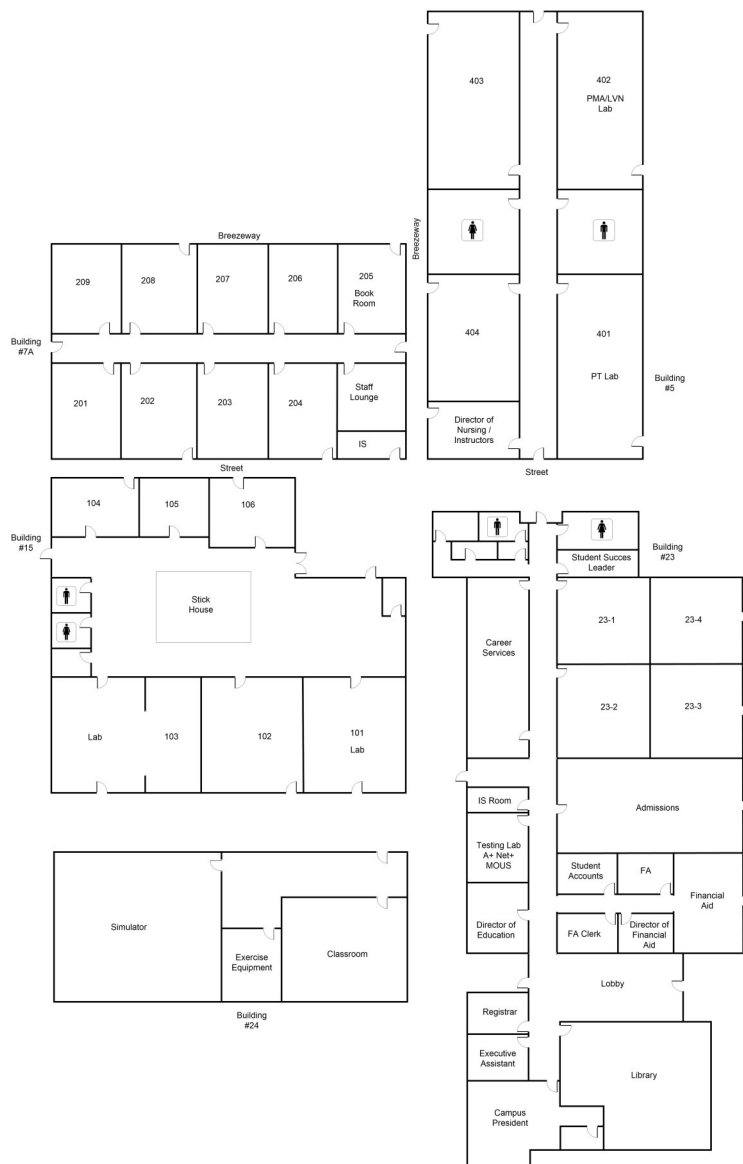 403
402
PMA/LVN
Lab
Breezeway
Breezeway
209
208
207
206
205
Book
Room
Building
#7A
404
401
PT Lab
Building
#5
201
202
203
204
Staff
Lounge
IS
Director of
Nursing /
Instructors
Street
Street
104
105
106
Building
#15
Stick
House
Lab
103
102
101
Lab
Building
#23
Student Succes
Leader
Career
Services
23-1
23-4
23-2
23-3
IS Room
Admissions
Testing Lab
A+ Net+
MOUS
Student
Accounts
FA
Financial
Aid
Director of
Education
FA Clerk
Director of
Financial
Aid
Lobby
Registrar
Executive
Assistant
Library
Campus
President
Simulator
Exercise
Equipment
Classroom
Building
#24